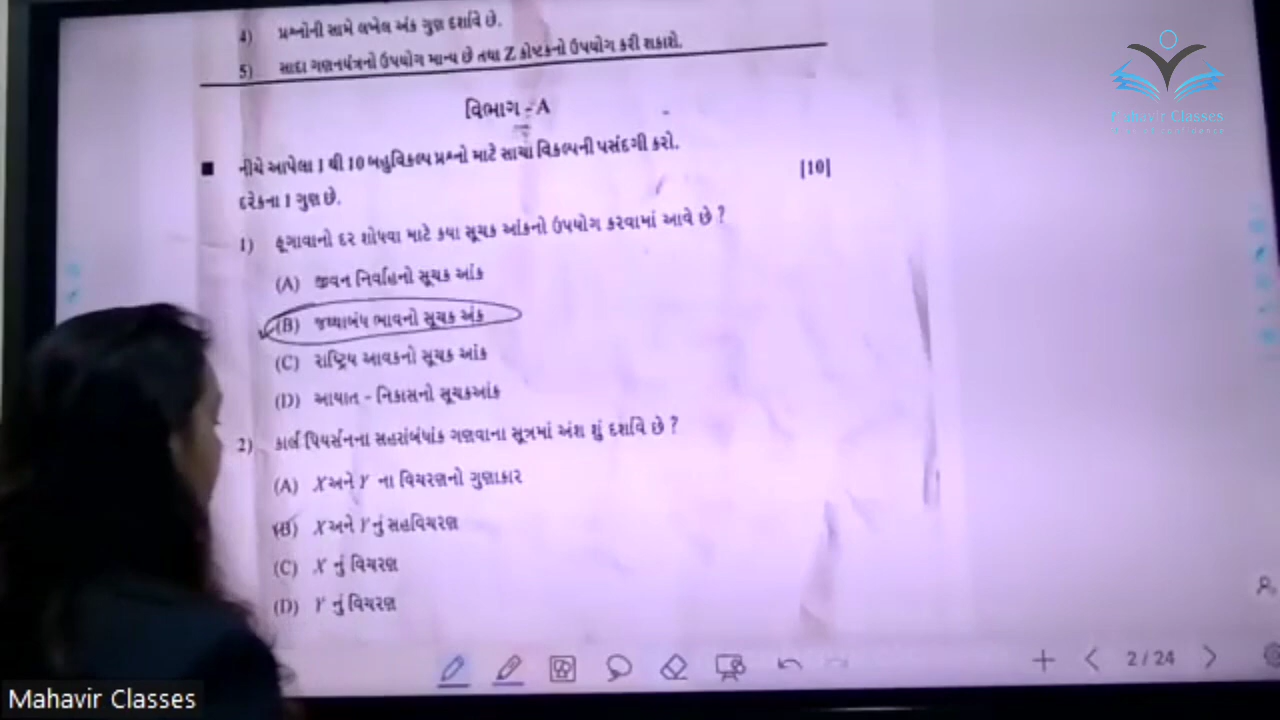 4) પ્રશ્નોની સામે લખેલ અંક ગુણ દર્શાવે છે.
5) સાદા ગણનયંત્રનો ઉપયોગ માન્ય છે તથા Z કોષ્ટકનો ઉપયોગ કરી શકાશે.
વિભાગ - A
■ નીચે આપેલા 1 થી 10 બહુવિકલ્પ પ્રશ્નો માટે સાચા વિકલ્પની પસંદગી કરો.
[10]
દરેકના 1 ગુણ છે.
1) ફૂગાવાનો દર શોધવા માટે કયા સૂચક આંકનો ઉપયોગ કરવામાં આવે છે ?
(A) જીવન નિર્વાહનો સૂચક આંક
(B) જથ્થાબંધ ભાવનો સૂચક અંક
(C) રાષ્ટ્રિય આવકનો સૂચક આંક
(D) આયાત - નિકાસનો સૂચકઆંક
2) કાર્લ પિયર્સનના સહસંબંધાંક ગણવાના સૂત્રમાં અંશ શું દર્શાવે છે ?
(A) X અને Y ના વિચરણનો ગુણાકાર
(B) X અને Y નું સહવિચરણ
(C) X નું વિચરણ
(D) Y નું વિચરણ
2 / 24
Mahavir Classes
Mahavir Classes